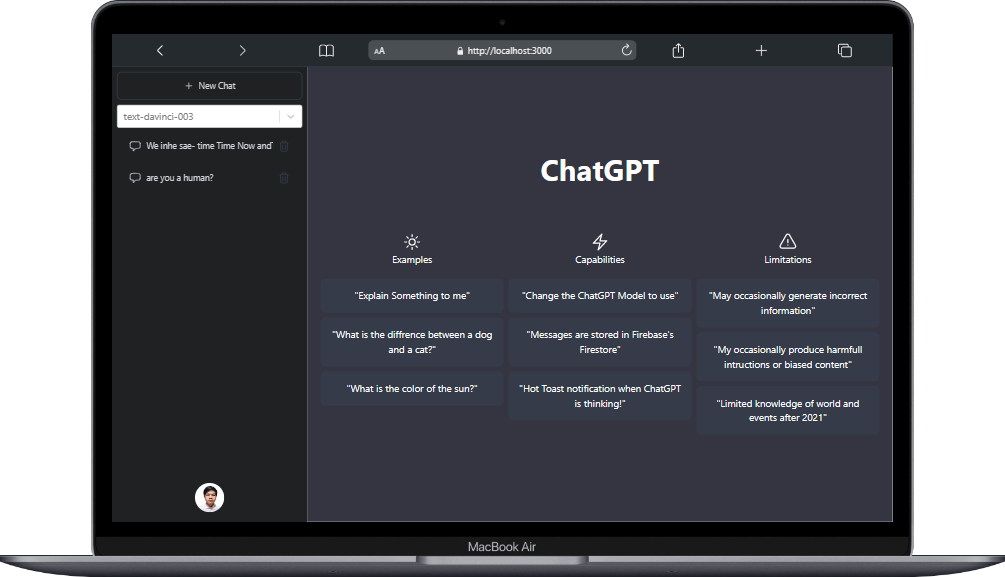 AA
http://localhost:3000
+ New Chat
text-davinci-003
We inhe sae- time Time Now and
are you a human?
ChatGPT
Examples
Capabilities
Limitations
"Explain Something to me"
"What is the diffrence between a dog
and a cat?"
"What is the color of the sun?"
"Change the ChatGPT Model to use"
"Messages are stored in Firebase's
Firestore"
"Hot Toast notification when ChatGPT
is thinking!"
"May occasionally generate incorrect
information"
"My occasionally produce harmfull
intructions or biased content"
"Limited knowledge of world and
events after 2021"
MacBook Air